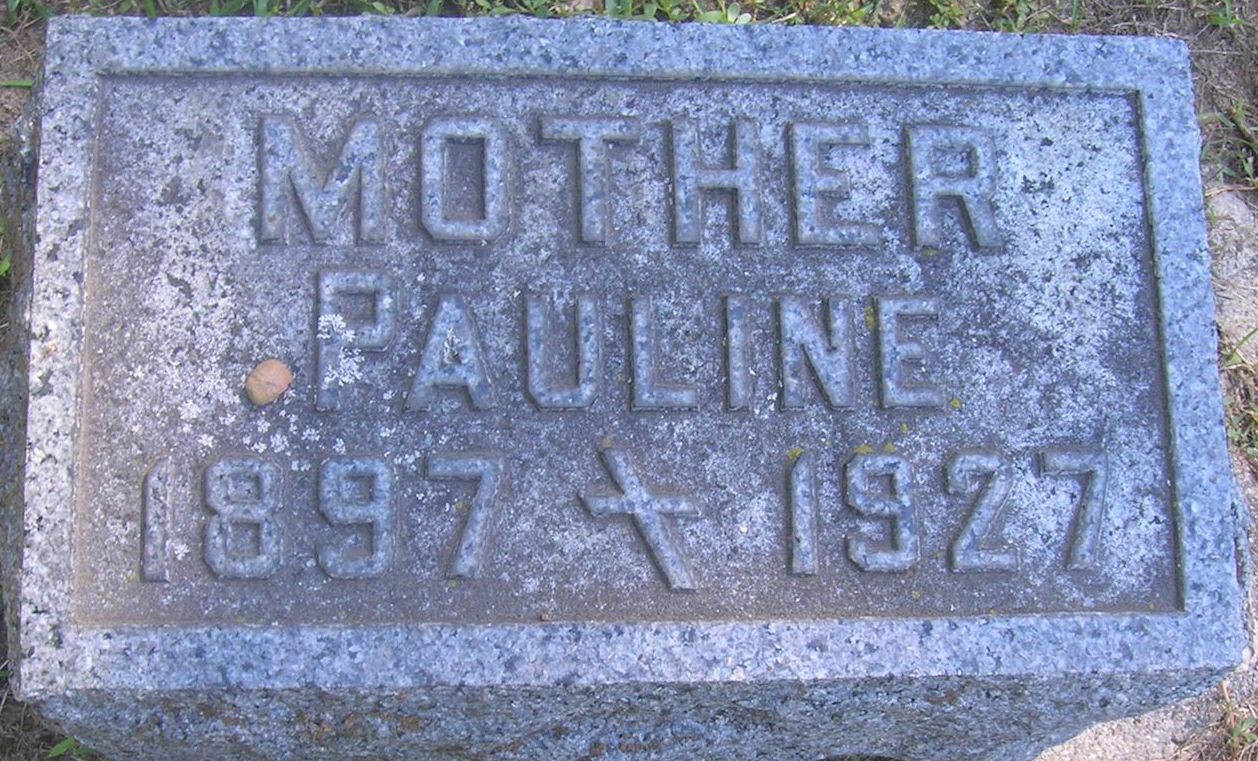 MOTHER
PAULINE
1897 † 1927